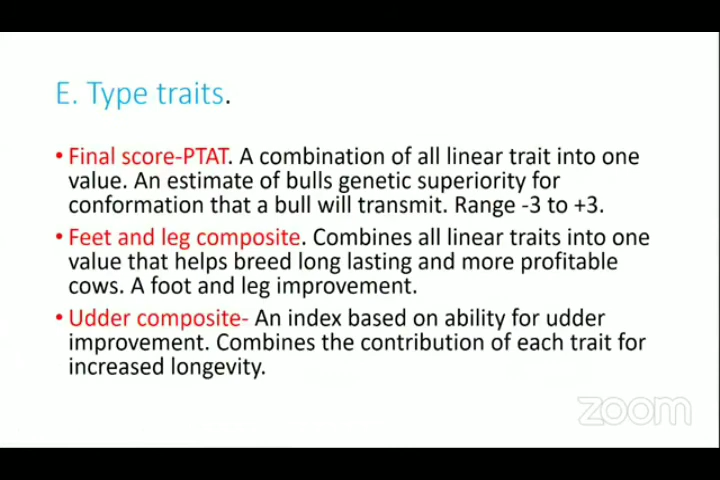 E. Type traits.
• Final score-PTAT. A combination of all linear trait into one
value. An estimate of bulls genetic superiority for
conformation that a bull will transmit. Range -3 to +3.
• Feet and leg composite. Combines all linear traits into one
value that helps breed long lasting and more profitable
cows. A foot and leg improvement.
• Udder composite- An index based on ability for udder
improvement. Combines the contribution of each trait for
increased longevity.
zoom